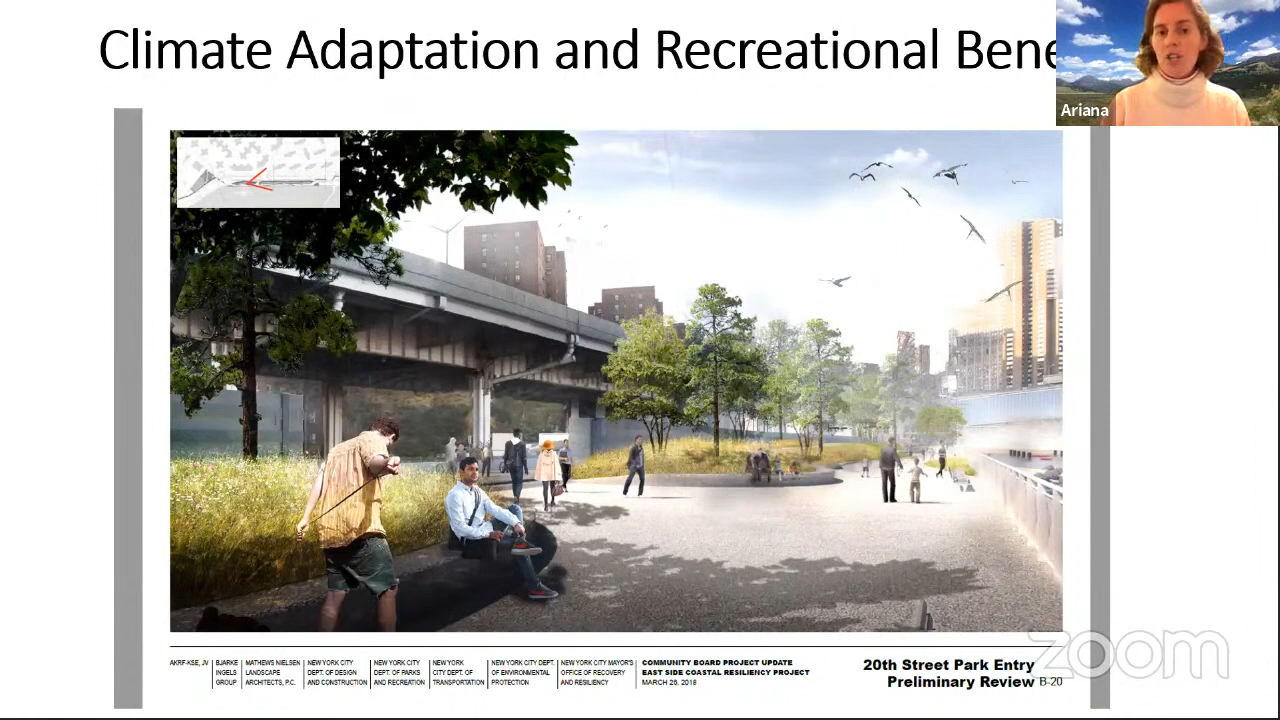 Climate Adaptation and Recreational Bene
Ariana
AKRF-KSE, JV
BJARKE
INGELS
GROUP
MATHEWS NIELSEN
LANDSCAPE
ARCHITECTS, P.C.
NEW YORK CITY
DEPT. OF DESIGN
AND CONSTRUCTION
NEW YORK CITY
DEPT. OF PARKS
AND RECREATION
NEW YORK
CITY DEPT. OF
TRANSPORTATION
NEW YORK CITY DEPT.
OF ENVIRONMENTAL
PROTECTION
NEW YORK CITY MAYOR'S
OFFICE OF RECOVERY
AND RESILIENCY
COMMUNITY BOARD PROJECT UPDATE
EAST SIDE COASTAL RESILIENCY PROJECT
MARCH 26, 2018
20th Street Park Entry
Preliminary Review B-20
zoom